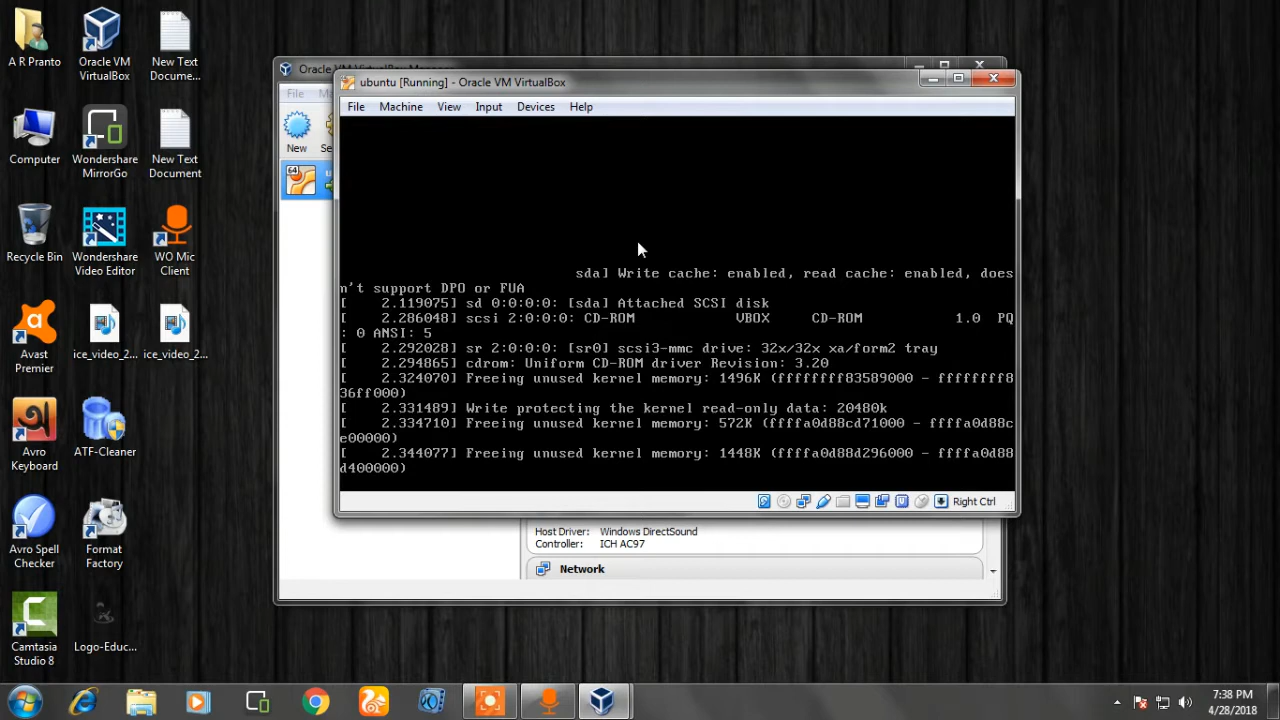 A R Pranto
Oracle VM
VirtualBox
New Text
Docume...
Computer
Wondershare
MirrorGo
New Text
Document
Recycle Bin
Wondershare
Video Editor
WO Mic
Client
Avast
Premier
ice_video_2...
ice_video_2...
Avro
Keyboard
ATF-Cleaner
Avro Spell
Checker
Format
Factory
Camtasia
Studio 8
Logo-Educ...
File
New
64
ubuntu [Running] - Oracle VM VirtualBox
File Machine View Input Devices Help
sda] Write cache: enabled, read cache: enabled, does
n't support DPO or FUA
[    2.119075] sd 0:0:0:0: [sda] Attached SCSI disk
[    2.286048] scsi 2:0:0:0: CD-ROM            VBOX     CD-ROM           1.0  PQ
: 0 ANSI: 5
[    2.292028] sr 2:0:0:0: [sr0] scsi3-mmc drive: 32x/32x xa/form2 tray
[    2.294865] cdrom: Uniform CD-ROM driver Revision: 3.20
[    2.324070] Freeing unused kernel memory: 1496K (ffffffff83589000 - ffffffff8
36ff000)
[    2.331489] Write protecting the kernel read-only data: 20480k
[    2.334710] Freeing unused kernel memory: 572K (ffffa0d88cd71000 - ffffa0d88c
e00000)
[    2.344077] Freeing unused kernel memory: 1448K (ffffa0d88d296000 - ffffa0d88
d400000)
Right Ctrl
Host Driver: Windows DirectSound
Controller: ICH AC97
Network
7:38 PM
4/28/2018